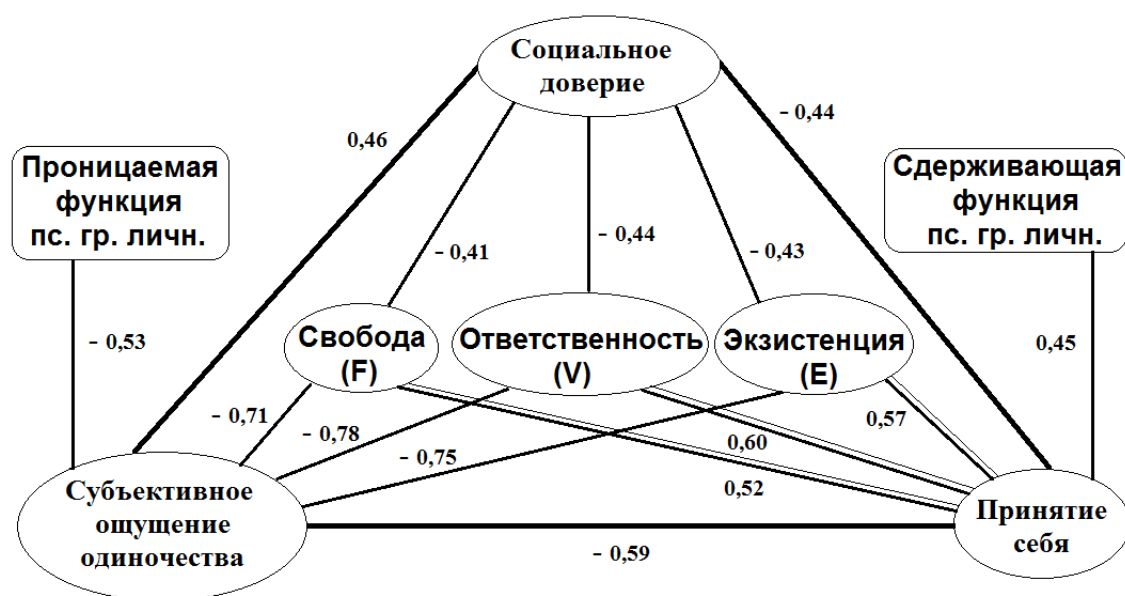 Социальное
доверие
0,46
- 0,44
Проницаемая
функция
пс. гр. личн.
Сдерживающая
функция
пс. гр. личн.
- 0,41
- 0,44
- 0,43
- 0,53
Свобода
(F)
Ответственность
(V)
Экзистенция
(E)
0,45
- 0,71
- 0,78
- 0,75
0,60
0,57
0,52
Субъективное
ощущение
одиночества
- 0,59
Принятие
себя